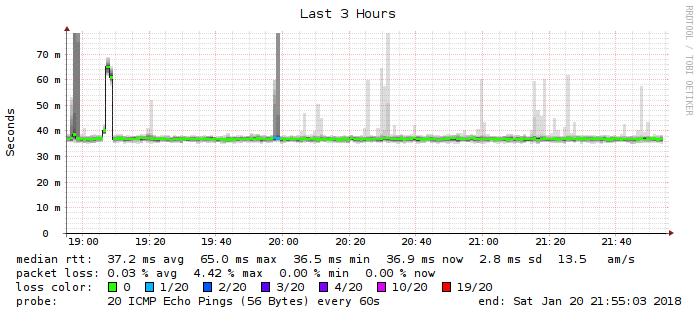 Last 3 Hours
RRDTOOL / TOBI OETIKER
Seconds
70 m
60 m
50 m
40 m
30 m
20 m
10 m
0
19:00 19:20 19:40 20:00 20:20 20:40 21:00 21:20 21:40
median rtt: 37.2 ms avg 65.0 ms max 36.5 ms min 36.9 ms now 2.8 ms sd 13.5 am/s
packet loss: 0.03 % avg 4.42 % max 0.00 % min 0.00 % now
loss color: 0 1/20 2/20 3/20 4/20 10/20 19/20
probe: 20 ICMP Echo Pings (56 Bytes) every 60s end: Sat Jan 20 21:55:03 2018